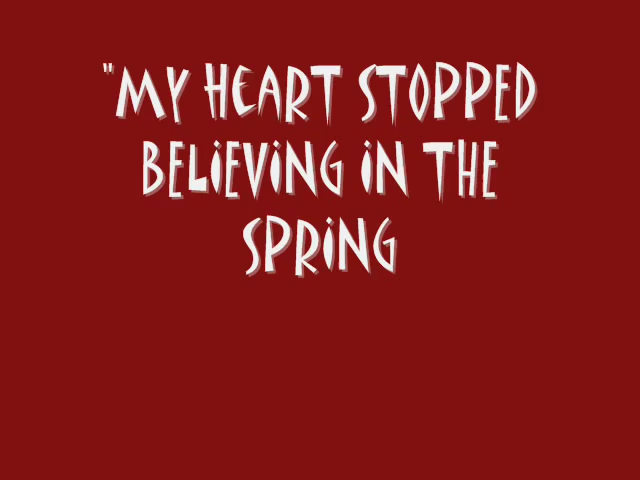 "MY HEART STOPPED
BELiEViNG iN THE
SPRiNG